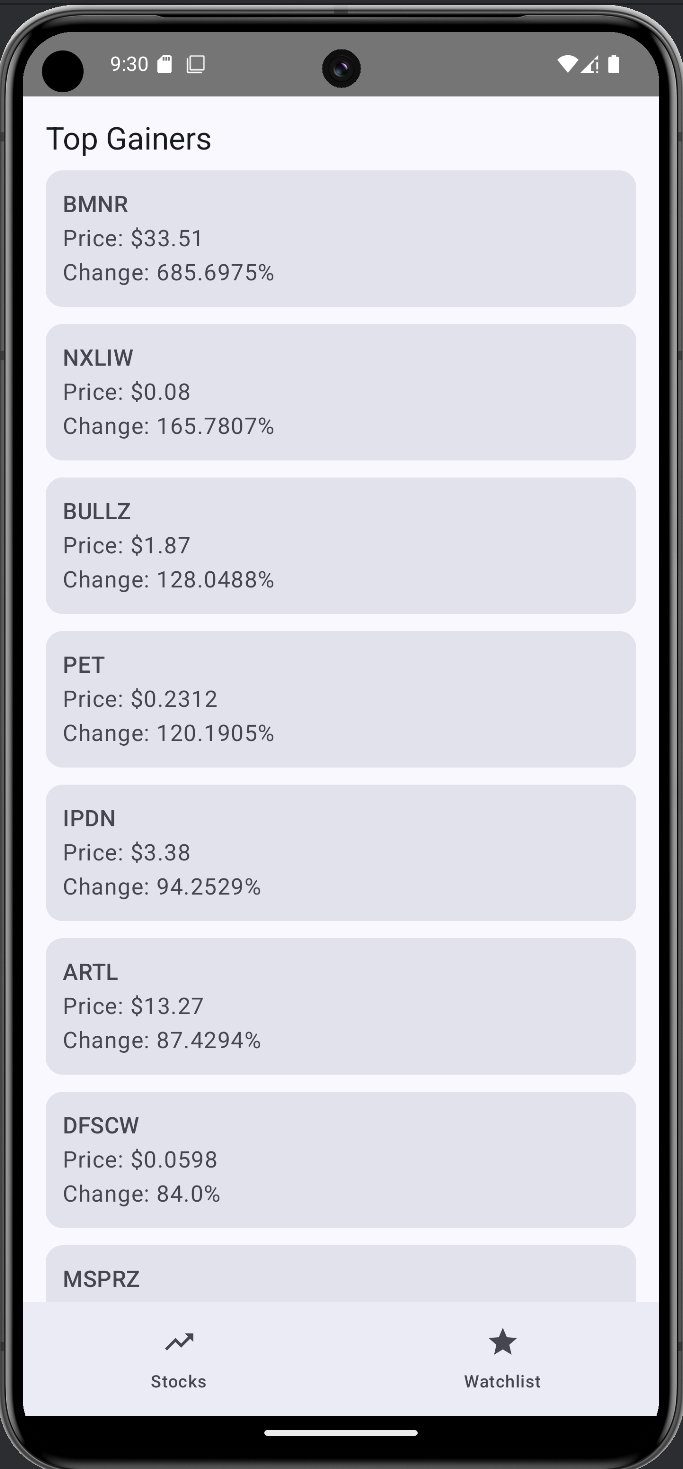 9:30
Top Gainers
BMNR
Price: $33.51
Change: 685.6975%
NXLIW
Price: $0.08
Change: 165.7807%
BULLZ
Price: $1.87
Change: 128.0488%
PET
Price: $0.2312
Change: 120.1905%
IPDN
Price: $3.38
Change: 94.2529%
ARTL
Price: $13.27
Change: 87.4294%
DFSCW
Price: $0.0598
Change: 84.0%
MSPRZ
Stocks Watchlist